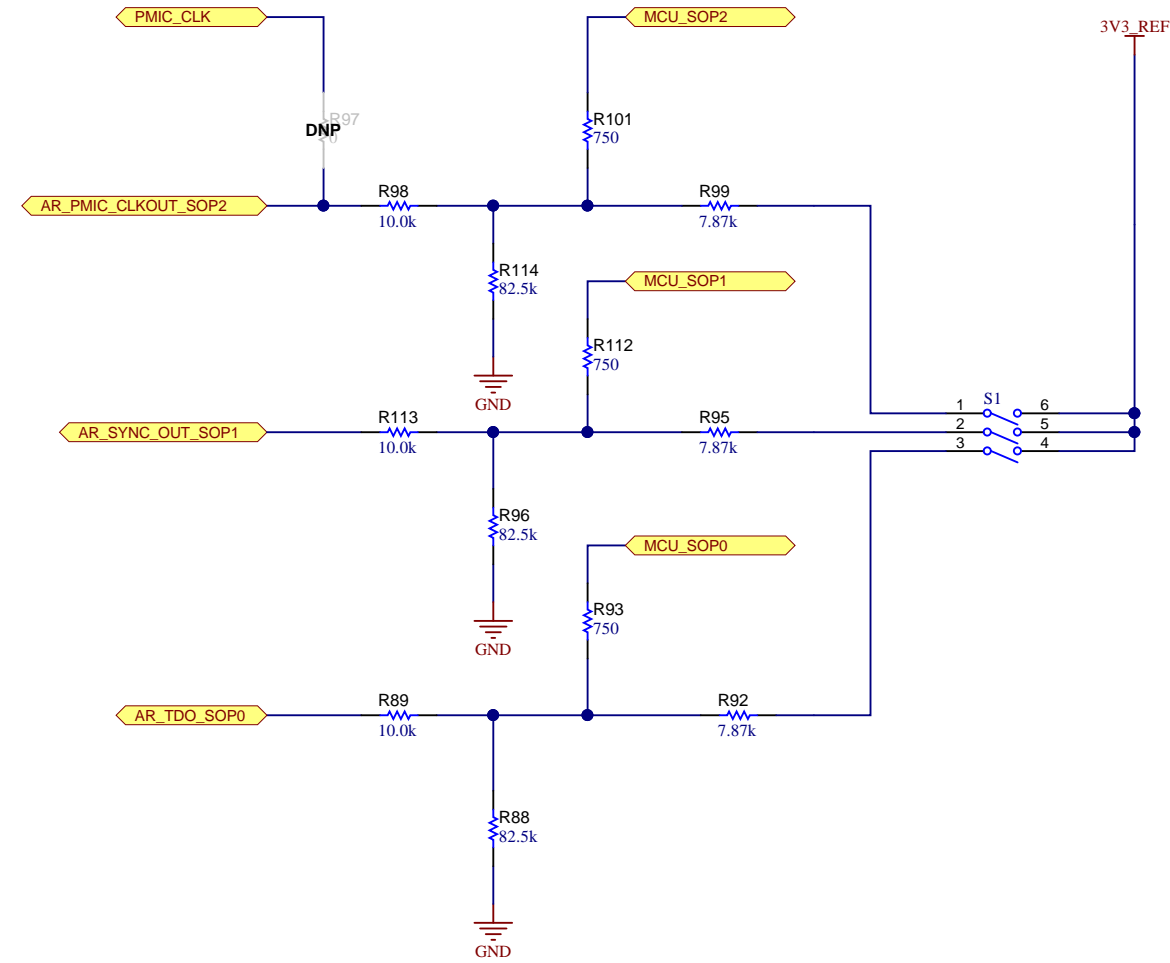 PMIC_CLK
MCU_SOP2
3V3_REF
R97
DNP
0
R101
750
AR_PMIC_CLKOUT_SOP2
R98
10.0k
R99
7.87k
R114
82.5k
MCU_SOP1
R112
750
GND
S1
1
6
2
5
3
4
AR_SYNC_OUT_SOP1
R113
10.0k
R95
7.87k
R96
82.5k
MCU_SOP0
R93
750
GND
AR_TDO_SOP0
R89
10.0k
R92
7.87k
R88
82.5k
GND